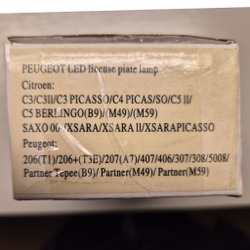 PEUGEOT LED license plate lamp
Citroen:
C3/C3II/C3 PICASSO/C4 PICAS/SO/C5 II/
C5 BERLINGO(B9)/(M49)/(M59)
SAXO 06 /XSARA/XSARA II/XSARAPICASSO
Peugeot:
206(T1)/206+(T3E)/207(A7)/407/406/307/308/5008/
Partner Tepee(B9)/ Partner(M49)/ Partner(M59)